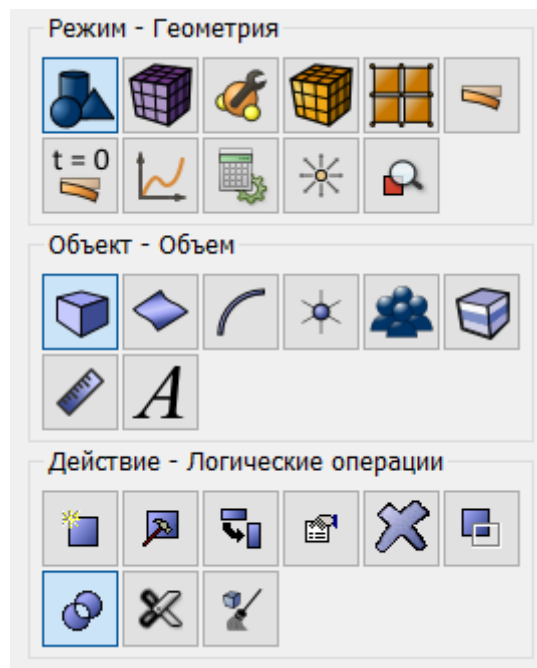 Режим - Геометрия
t = 0
Объект - Объем
A
Действие - Логические операции